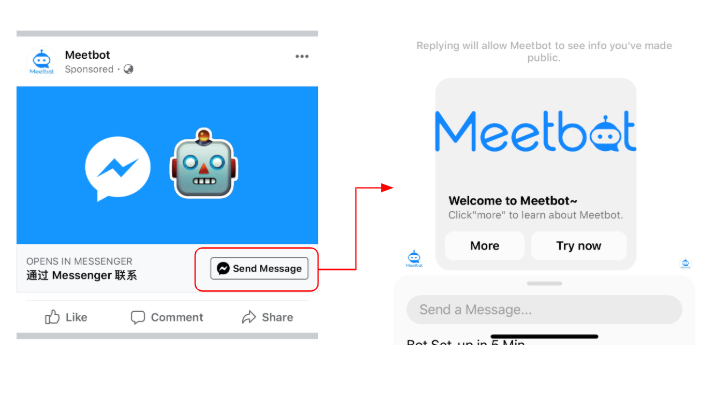 Meetbot
Meetbot
Sponsored ·
OPENS IN MESSENGER
通过 Messenger 联系
Send Message
Like
Comment
Share
Replying will allow Meetbot to see info you've made
public.
Meetbot
Welcome to Meetbot~
Click"more" to learn about Meetbot.
More
Try now
Meetbot
Send a Message...
Bot Set-up in 5 Min